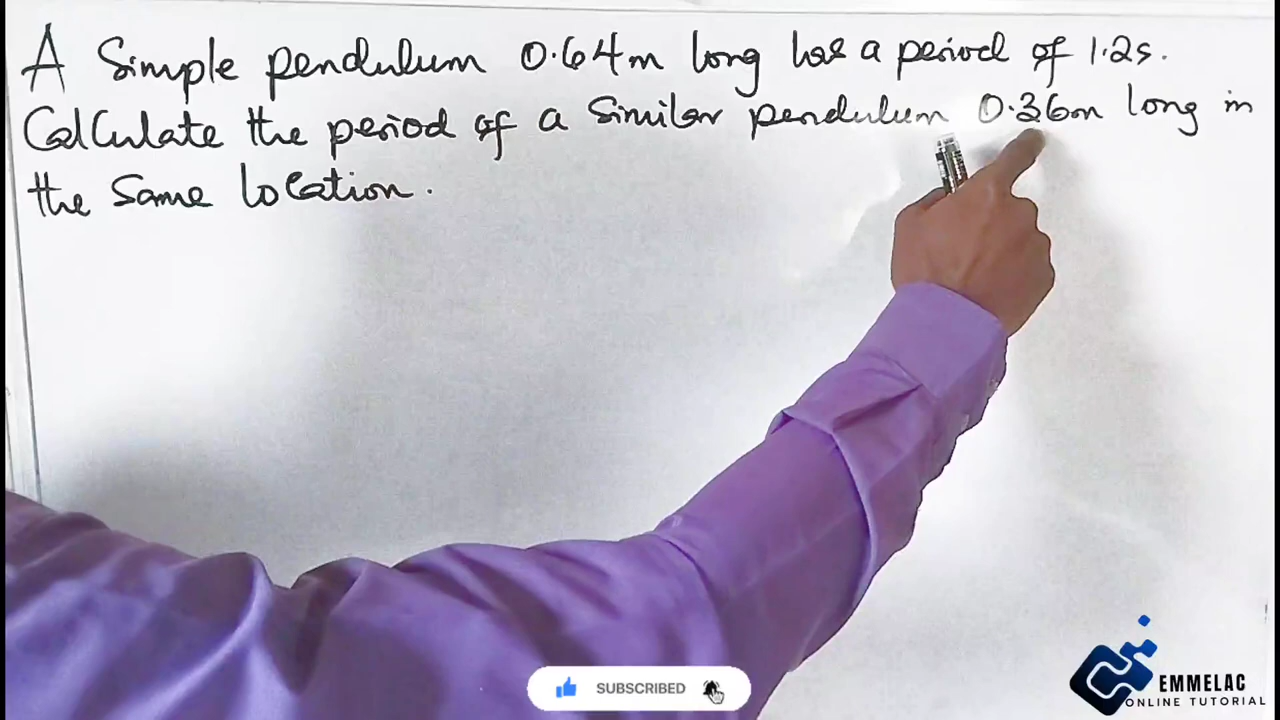 A Simple pendulum 0.64m long has a period of 1.2s.
Calculate the period of a Similar pendulum 0.36m long in
the Same Location.
SUBSCRIBED
EMMELAC
ONLINE TUTORIAL